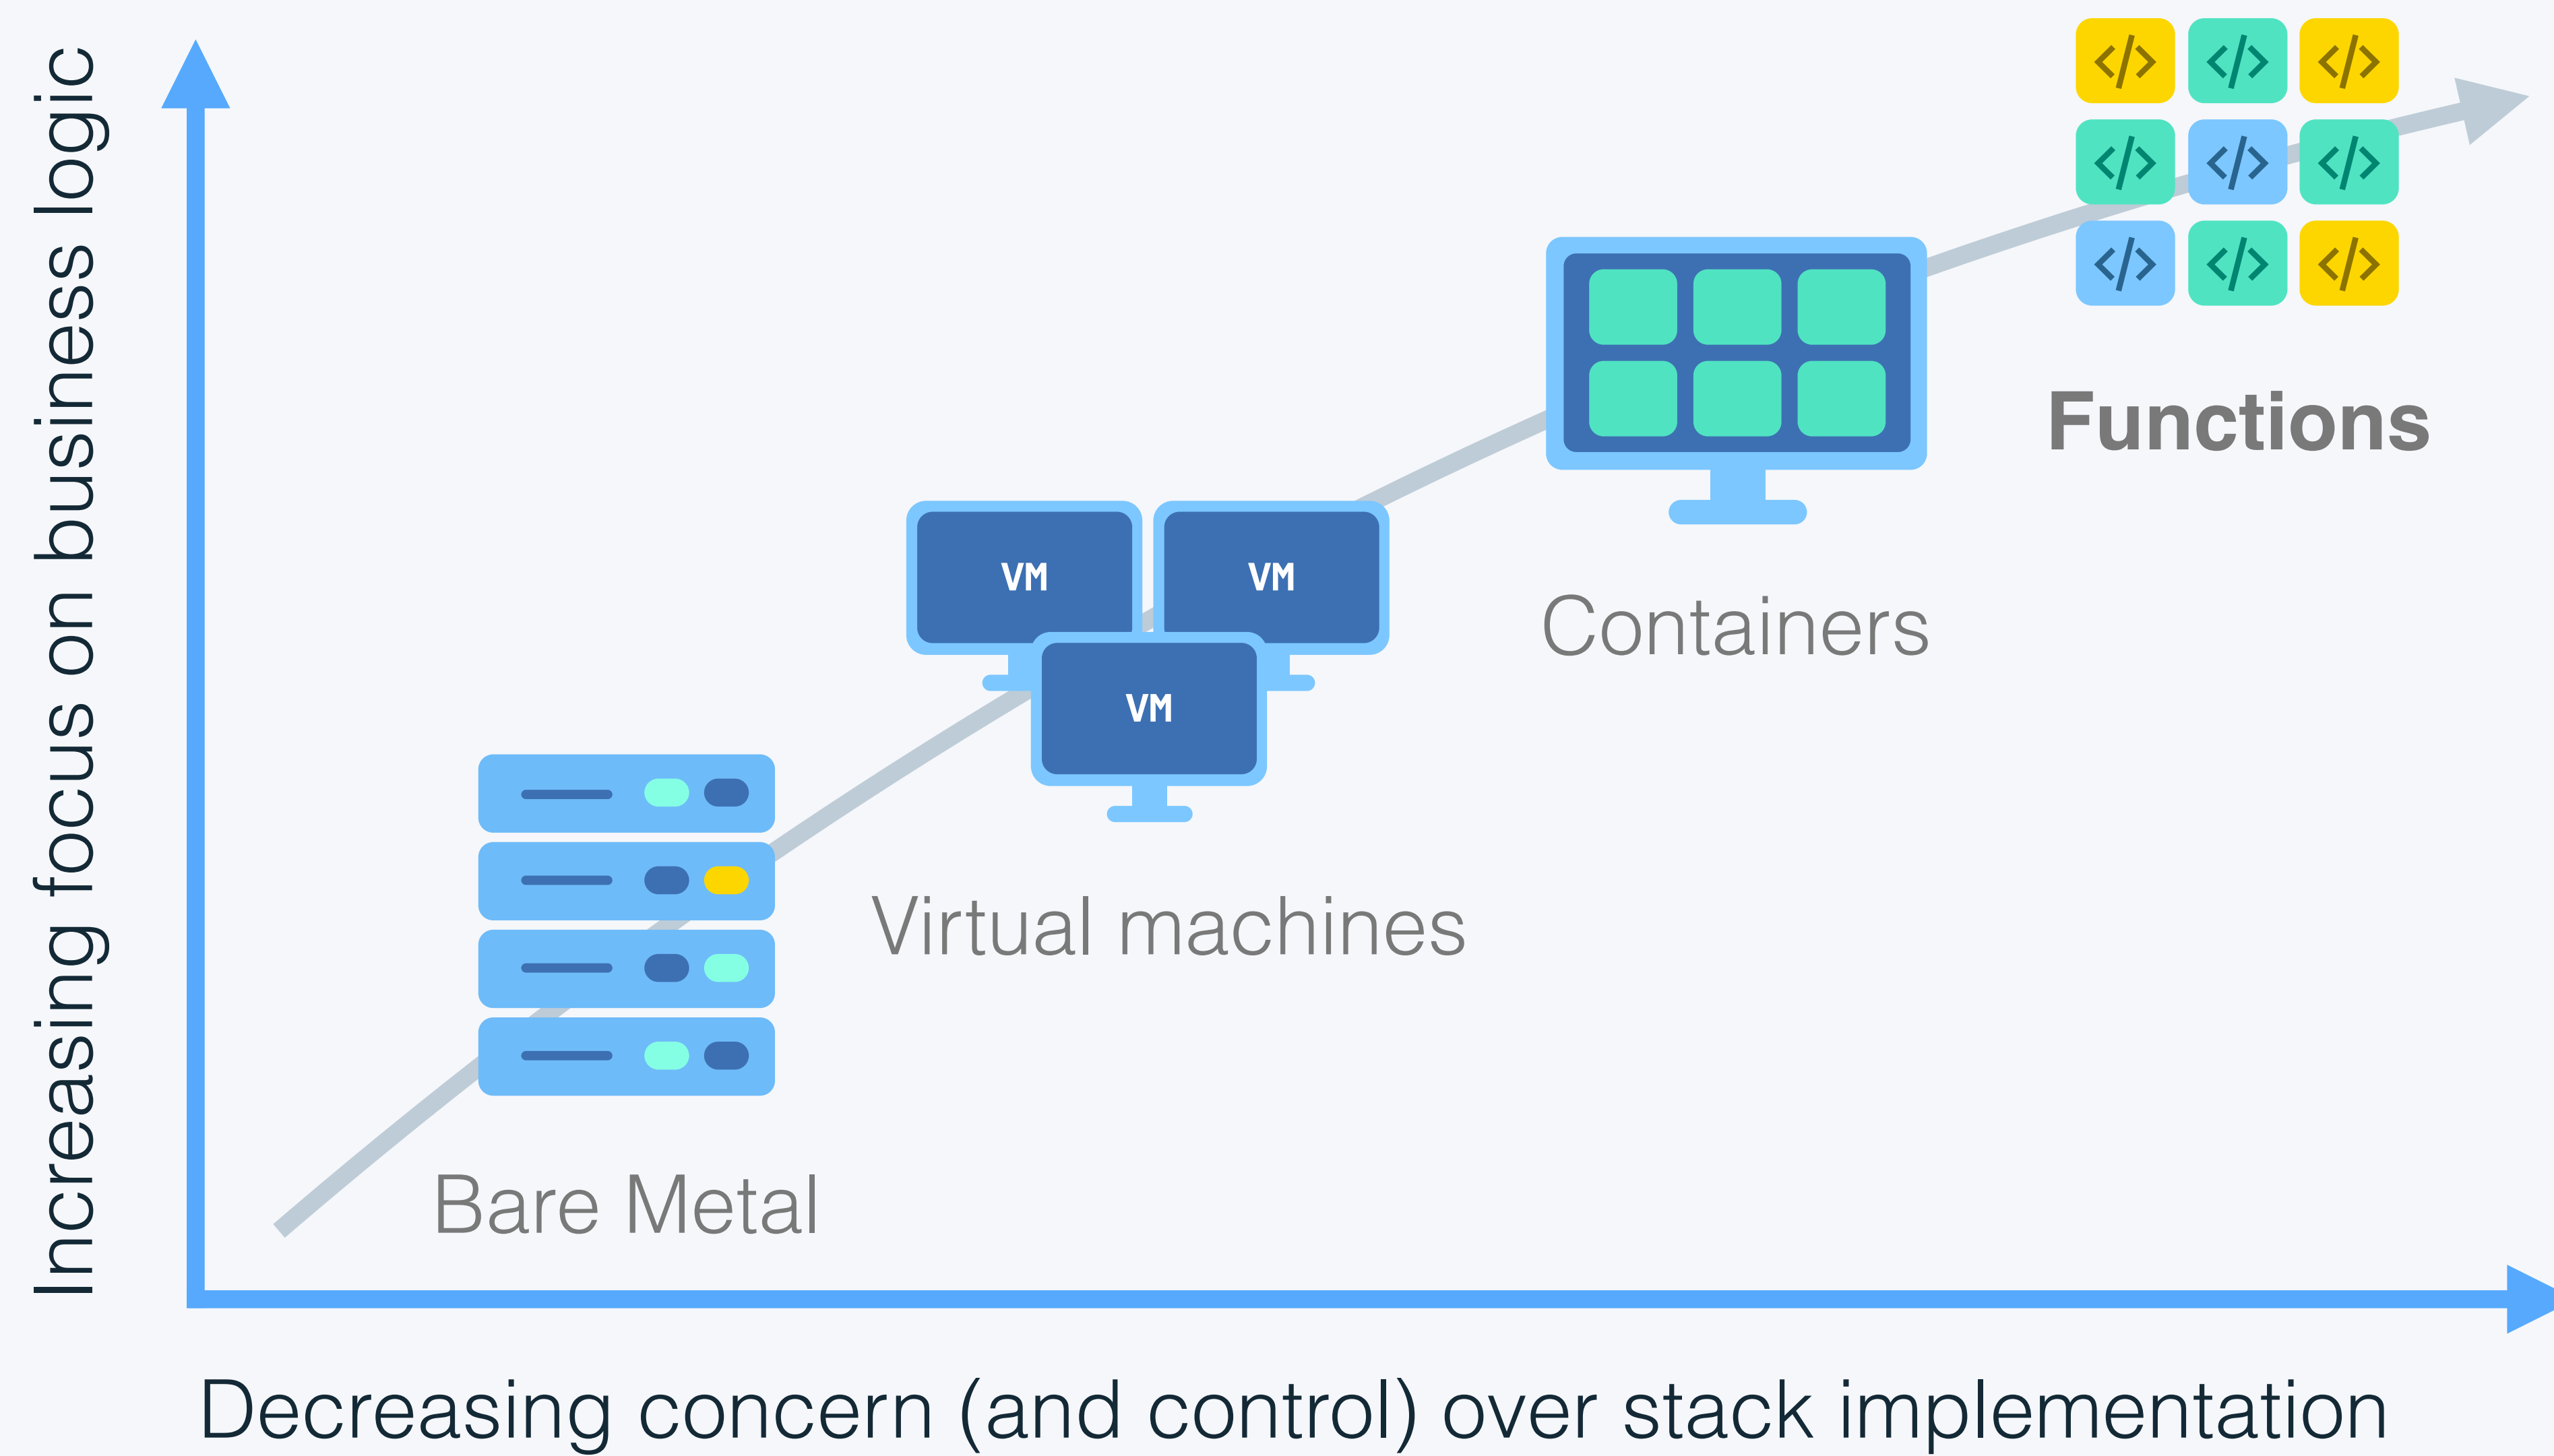 Increasing focus on business logic
</>
</>
</>
</>
</>
</>
</>
</>
</>
Functions
Containers
VM
VM
VM
Virtual machines
Bare Metal
Decreasing concern (and control) over stack implementation